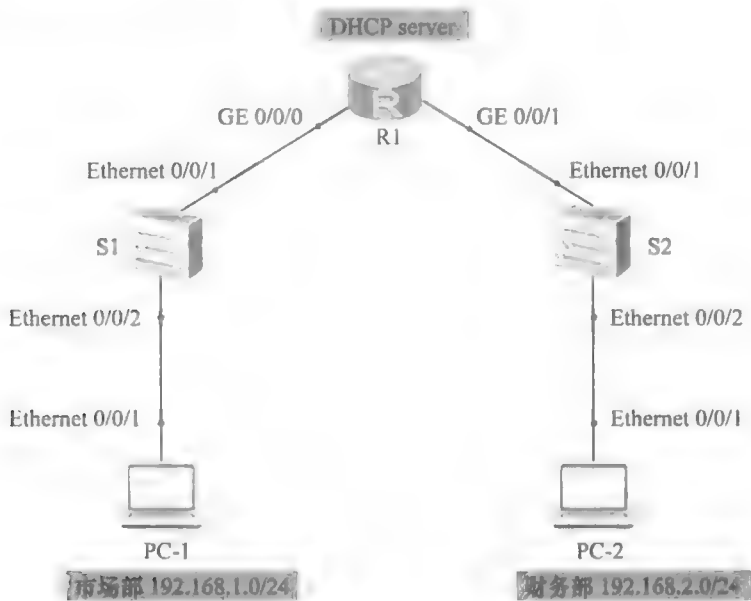 DHCP server
GE 0/0/0
GE 0/0/1
R
R1
Ethernet 0/0/1
Ethernet 0/0/1
S1
S2
Ethernet 0/0/2
Ethernet 0/0/2
Ethernet 0/0/1
Ethernet 0/0/1
PC-1
PC-2
市场部 192.168.1.0/24
财务部 192.168.2.0/24